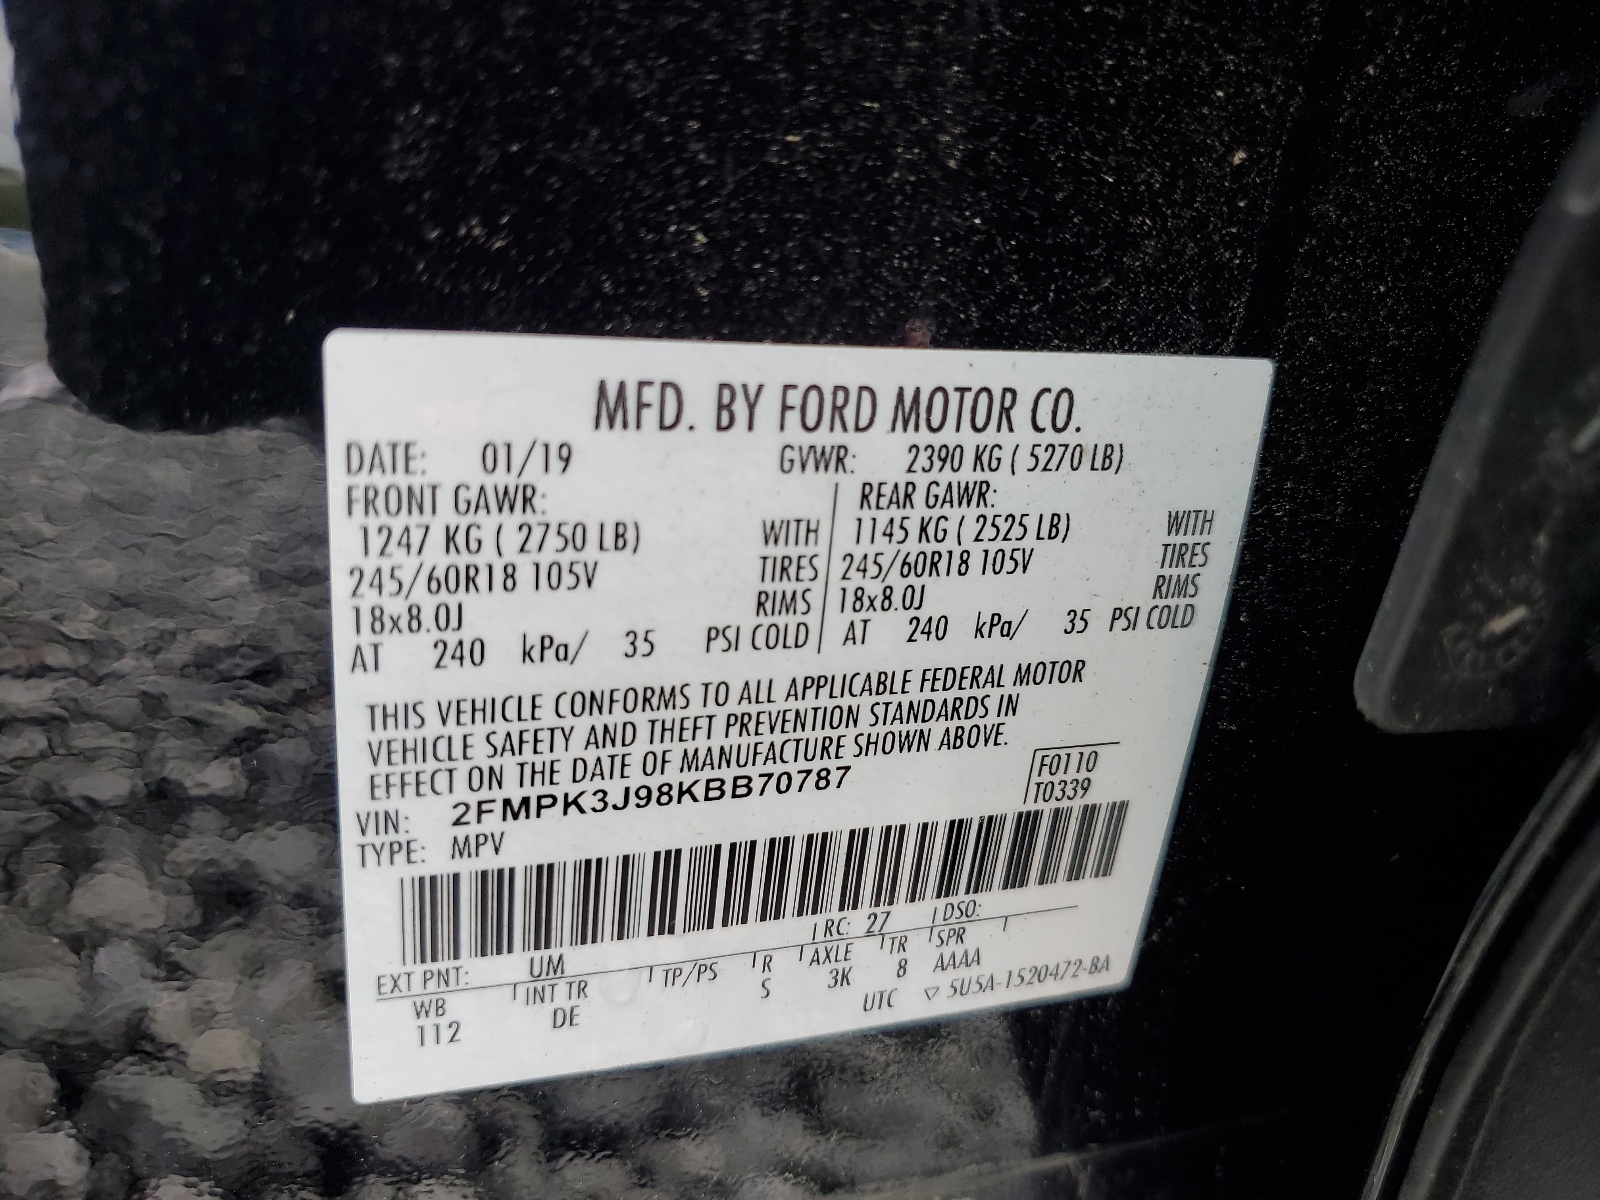 MFD. BY FORD MOTOR CO.
DATE: 01/19 GVWR: 2390 KG ( 5270 LB)
FRONT GAWR: REAR GAWR:
1247 KG ( 2750 LB) WITH 1145 KG ( 2525 LB) WITH
245/60R18 105V TIRES 245/60R18 105V TIRES
18x8.0J RIMS 18x8.0J RIMS
AT 240 kPa/ 35 PSI COLD AT 240 kPa/ 35 PSI COLD
THIS VEHICLE CONFORMS TO ALL APPLICABLE FEDERAL MOTOR
VEHICLE SAFETY AND THEFT PREVENTION STANDARDS IN
EFFECT ON THE DATE OF MANUFACTURE SHOWN ABOVE.
VIN: 2FMPK3J98KBB70787 F0110
TYPE: MPV T0339
EXT PNT: UM RC: 27 DSO:
WB INT TR TP/PS R AXLE TR SPR
112 DE S 3K 8 AAAA
UTC ▽ 5U5A-1520472-BA